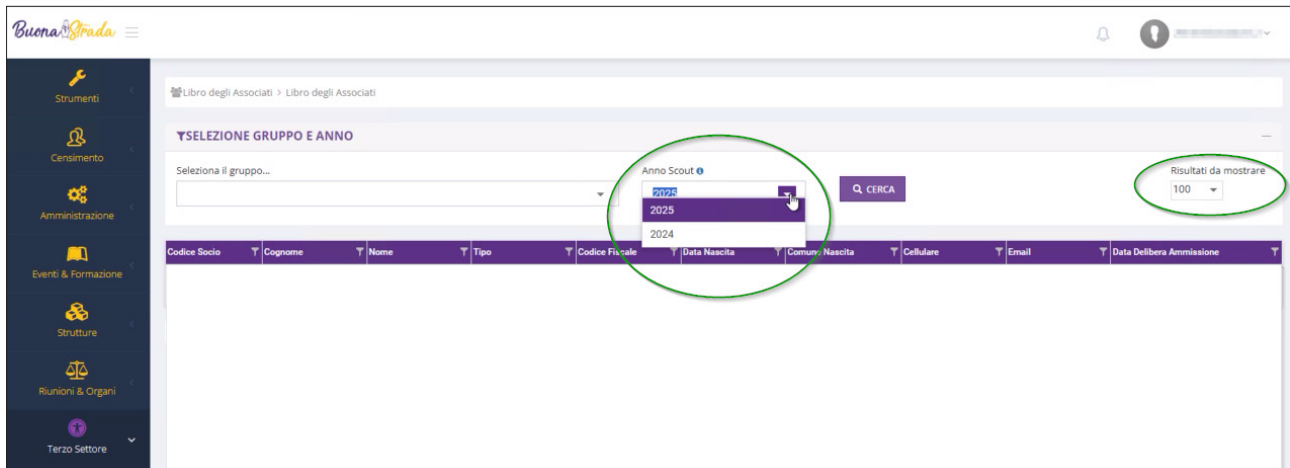 Buona Strada
Strumenti
Censimento
Amministrazione
Eventi & Formazione
Strutture
Riunioni & Organi
Terzo Settore
Libro degli Associati > Libro degli Associati
SELEZIONE GRUPPO E ANNO
Seleziona il gruppo...
Anno Scout
2025
2025
2024
CERCA
Risultati da mostrare
100
Codice Socio Cognome Nome Tipo Codice Fiscale Data Nascita Comune Nascita Cellulare Email Data Delibera Ammissione